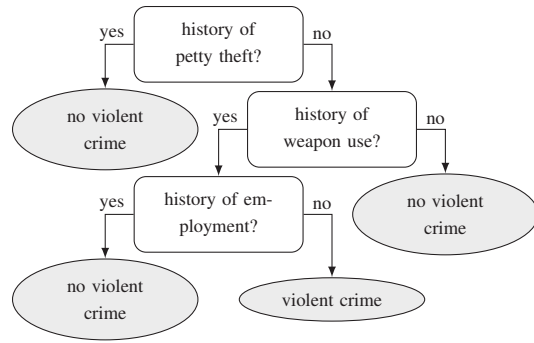 yes
history of
petty theft?
no
no violent
crime
yes
history of
weapon use?
no
yes
history of em-
ployment?
no
no violent
crime
no violent
crime
violent crime